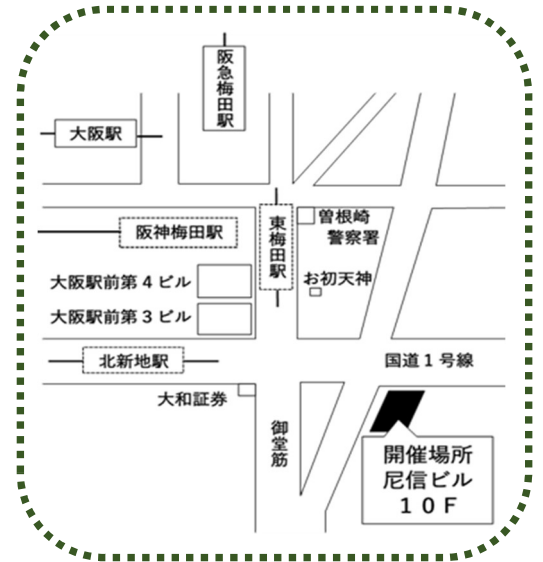 阪急梅田駅
大阪駅
曽根崎
警察署
東梅田駅
阪神梅田駅
お初天神
大阪駅前第4ビル
大阪駅前第3ビル
北新地駅
国道1号線
大和証券
御堂筋
開催場所
尼信ビル
10F